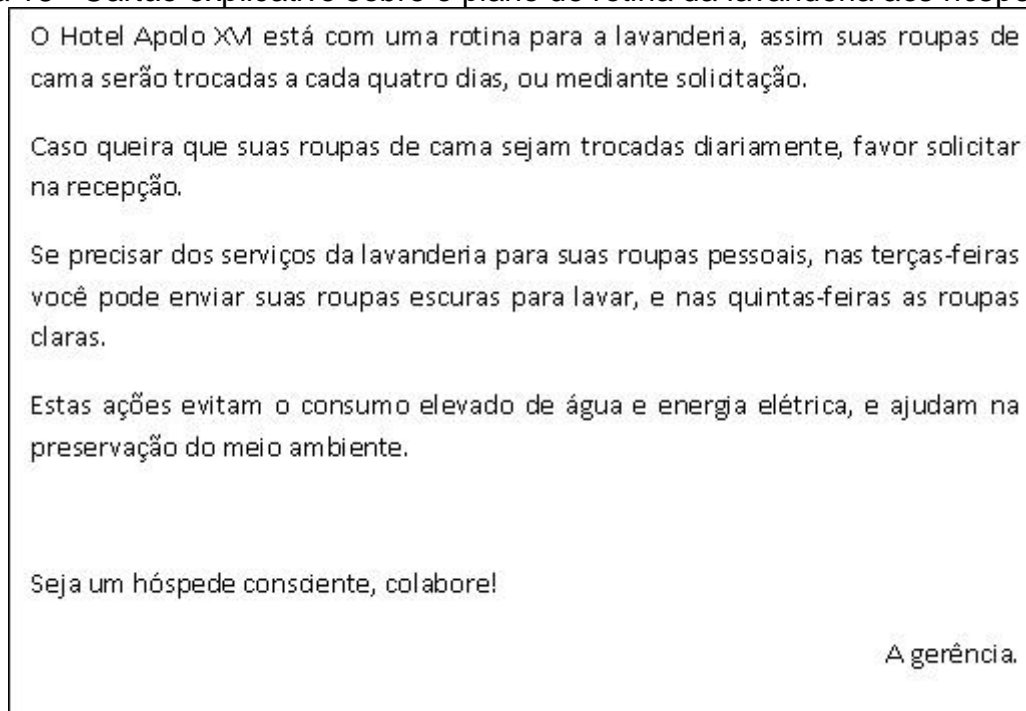 O Hotel Apolo XVI está com uma rotina para a lavanderia, assim suas roupas de
cama serão trocadas a cada quatro dias, ou mediante solicitação.
Caso queira que suas roupas de cama sejam trocadas diariamente, favor solicitar
na recepção.
Se precisar dos serviços da lavanderia para suas roupas pessoais, nas terças-feiras
você pode enviar suas roupas escuras para lavar, e nas quintas-feiras as roupas
claras.
Estas ações evitam o consumo elevado de água e energia elétrica, e ajudam na
preservação do meio ambiente.
Seja um hóspede consciente, colabore!
A gerência.